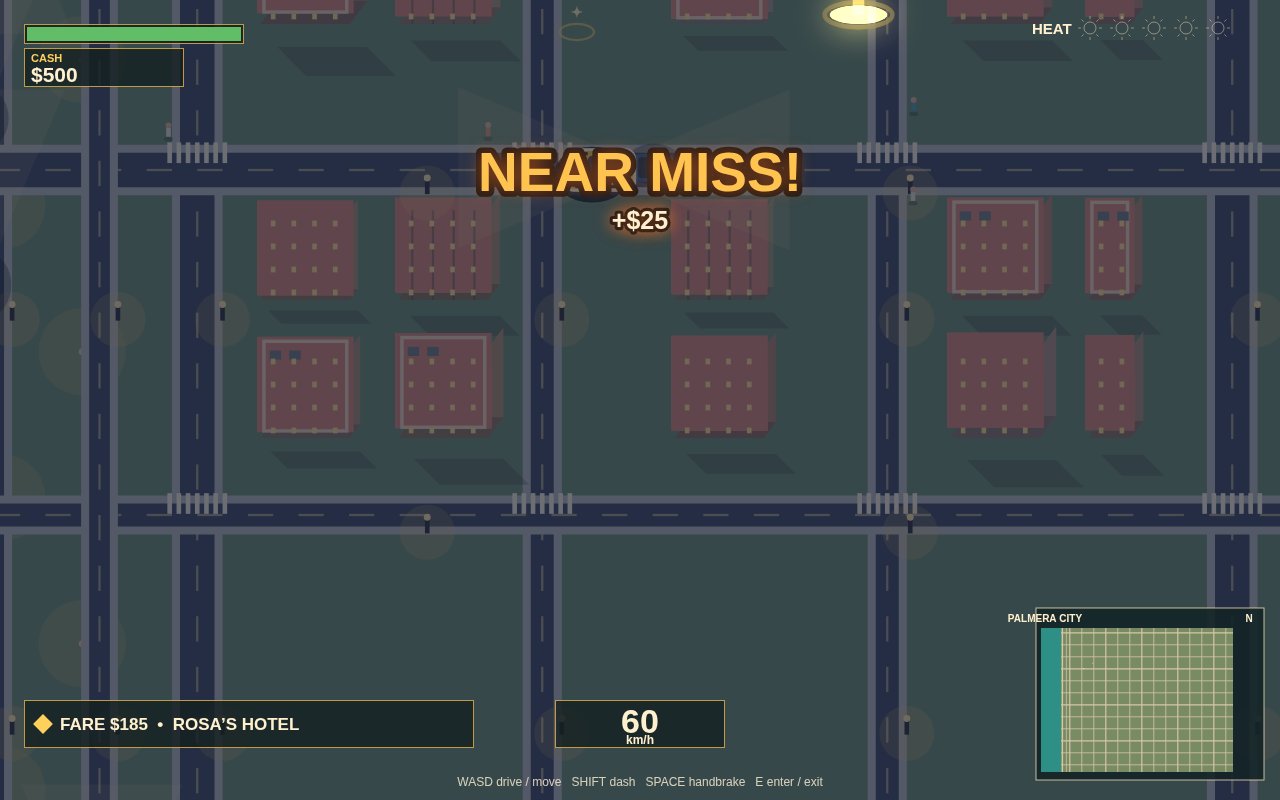 CASH
$500
HEAT
NEAR MISS!
+$25
PALMERA CITY
N
FARE $185 • ROSA’S HOTEL
60
km/h
WASD drive / move SHIFT dash SPACE handbrake E enter / exit